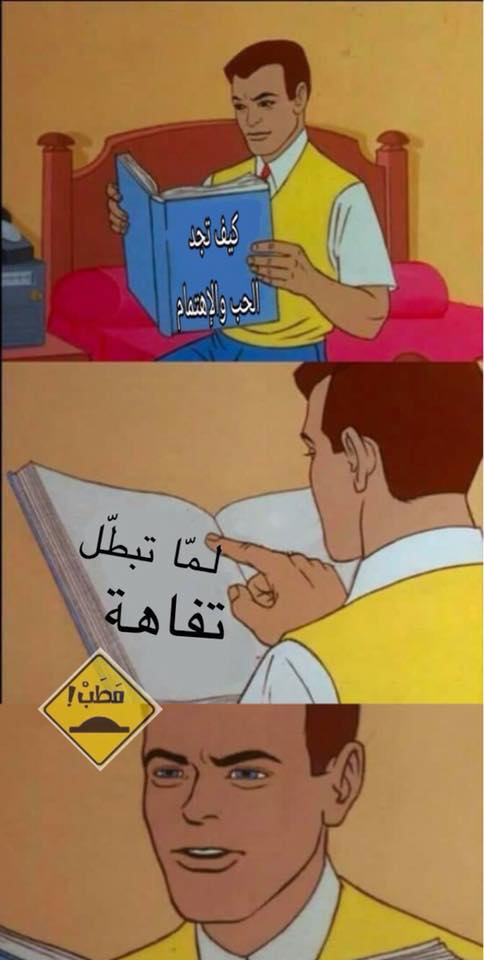 كيف تجد
الحب والإهتمام
لمّا تبطّل
تفاهة
مَطَبْ!